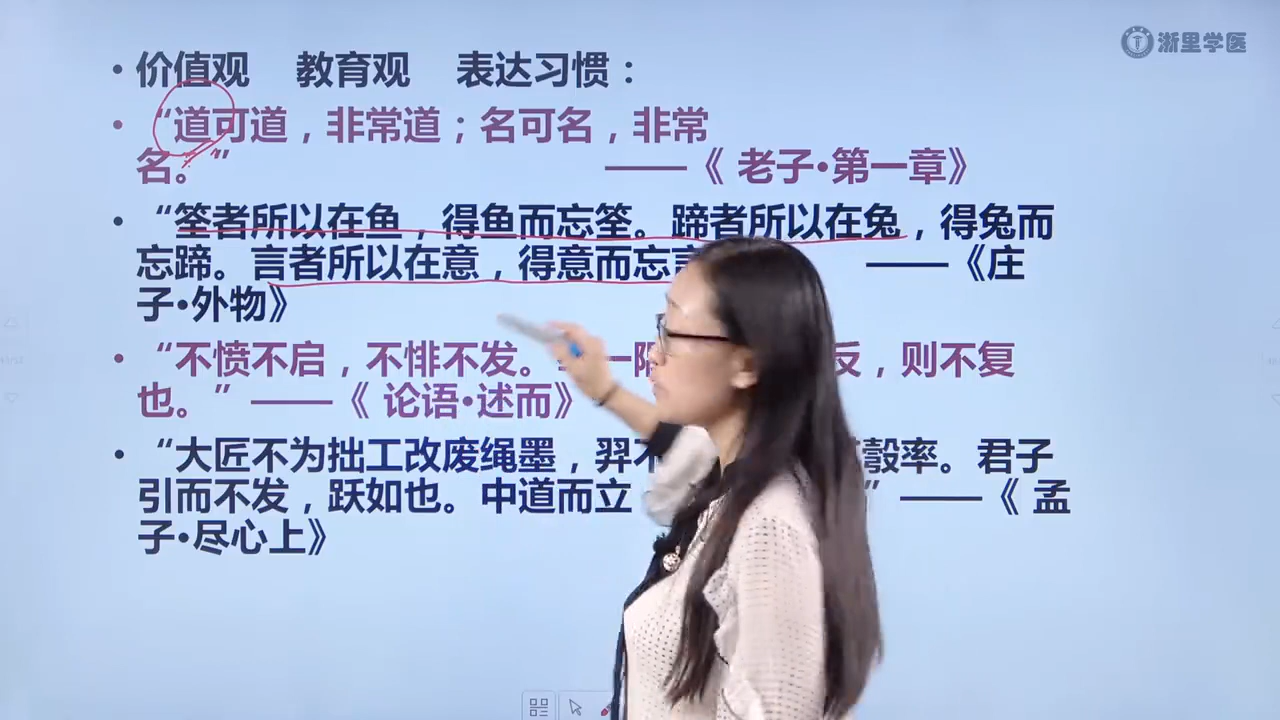 浙里学医
•价值观 教育观 表达习惯：
•“道可道，非常道；名可名，非常
名。” ——《 老子•第一章》
•“筌者所以在鱼，得鱼而忘筌。蹄者所以在兔，得兔而
忘蹄。言者所以在意，得意而忘 ——《庄
子•外物》
•“不愤不启，不悱不发。 一 反，则不复
也。” ——《 论语•述而》
•“大匠不为拙工改废绳墨，羿不 彀率。君子
引而不发，跃如也。中道而立 ” ——《 孟
子•尽心上》